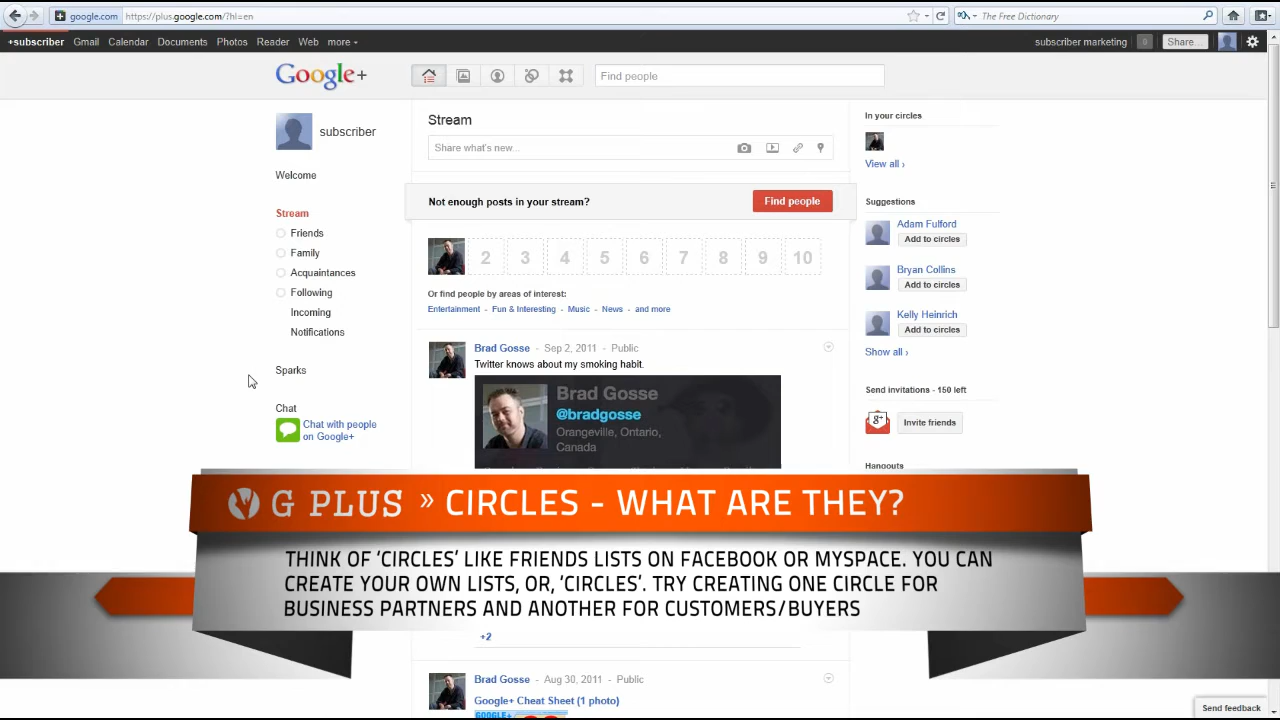 google.com
https://plus.google.com/?hl=en
The Free Dictionary
+subscriber Gmail Calendar Documents Photos Reader Web more
subscriber marketing
0
Share...
Google+
Find people
subscriber
Welcome
Stream
Friends
Family
Acquaintances
Following
Incoming
Notifications
Sparks
Chat
Chat with people
on Google+
Stream
Share what's new...
Not enough posts in your stream?
Find people
2 3 4 5 6 7 8 9 10
Or find people by areas of interest:
Entertainment - Fun & Interesting - Music - News - and more
Brad Gosse - Sep 2, 2011 - Public
Twitter knows about my smoking habit.
Brad Gosse
@bradgosse
Orangeville, Ontario,
Canada
In your circles
View all ›
Suggestions
Adam Fulford
Add to circles
Bryan Collins
Add to circles
Kelly Heinrich
Add to circles
Show all ›
Send invitations - 150 left
g+
Invite friends
Hangouts
G PLUS » CIRCLES - WHAT ARE THEY?
THINK OF 'CIRCLES' LIKE FRIENDS LISTS ON FACEBOOK OR MYSPACE. YOU CAN
CREATE YOUR OWN LISTS, OR, 'CIRCLES'. TRY CREATING ONE CIRCLE FOR
BUSINESS PARTNERS AND ANOTHER FOR CUSTOMERS/BUYERS
+2
Brad Gosse - Aug 30, 2011 - Public
Google+ Cheat Sheet (1 photo)
GOOGLE+
Send feedback